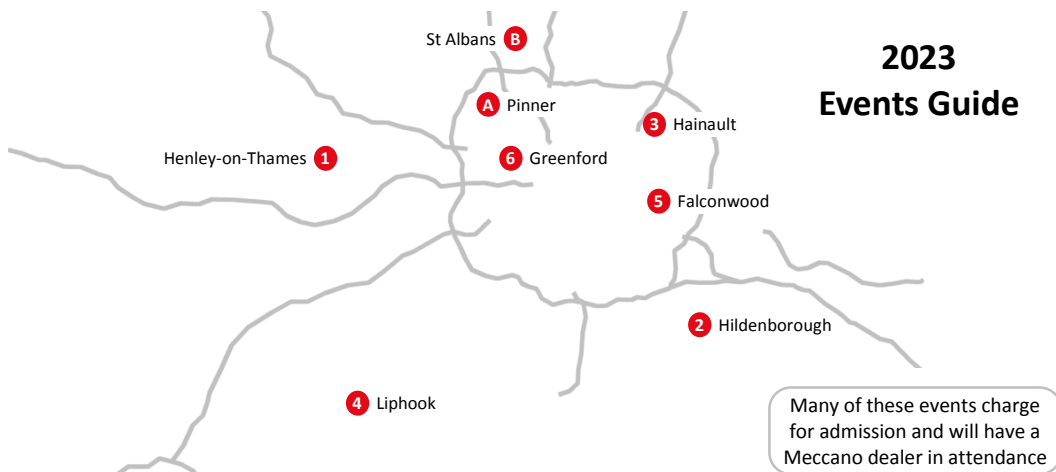 St Albans B
2023
Events Guide
A Pinner
3 Hainault
Henley-on-Thames 1
6 Greenford
5 Falconwood
2 Hildenborough
4 Liphook
Many of these events charge
for admission and will have a
Meccano dealer in attendance